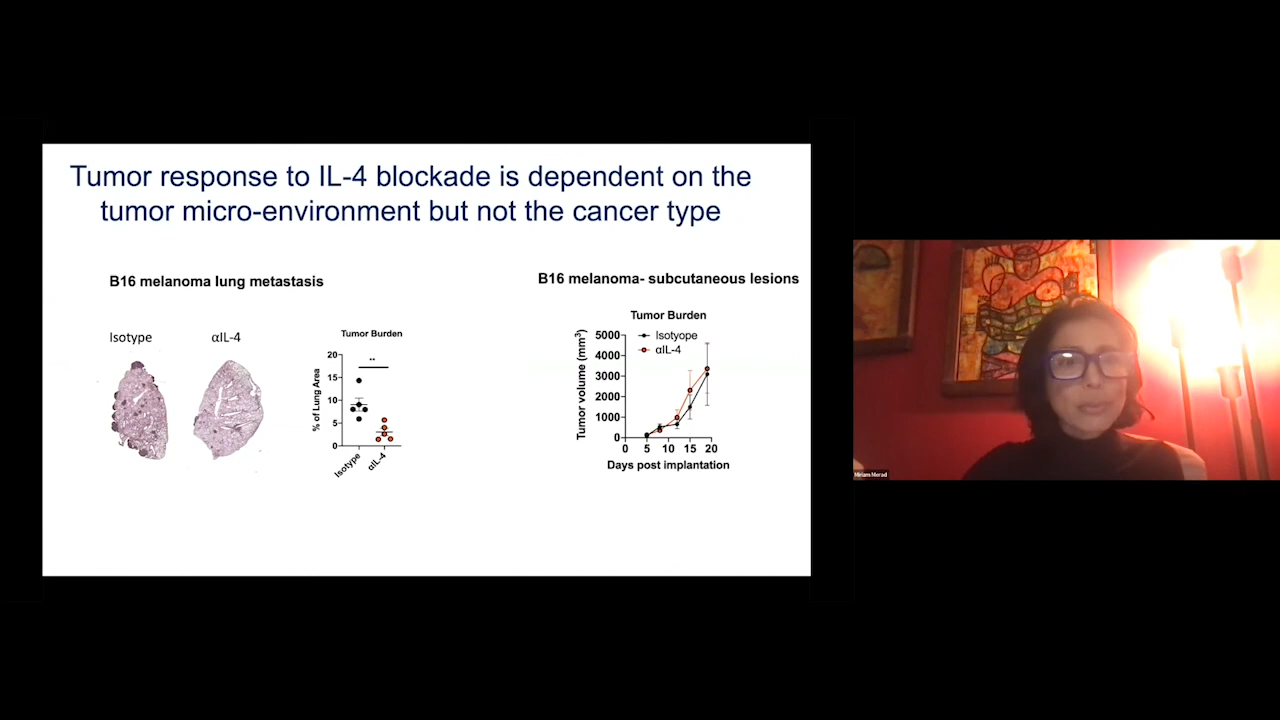 Tumor response to IL-4 blockade is dependent on the
tumor micro-environment but not the cancer type
B16 melanoma lung metastasis
Isotype
αIL-4
Tumor Burden
**
% of Lung Area
20
15
10
5
0
Isotype
αIL-4
B16 melanoma- subcutaneous lesions
Tumor Burden
Isotyope
αIL-4
Tumor volume (mm³)
5000
4000
3000
2000
1000
0
0 5 10 15 20
Days post implantation
Miriam Merad